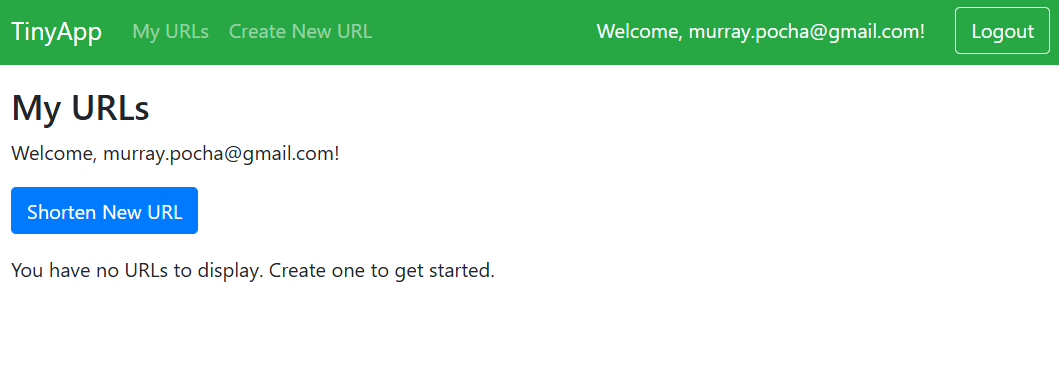 TinyApp My URLs Create New URL Welcome, murray.pocha@gmail.com! Logout
My URLs
Welcome, murray.pocha@gmail.com!
Shorten New URL
You have no URLs to display. Create one to get started.